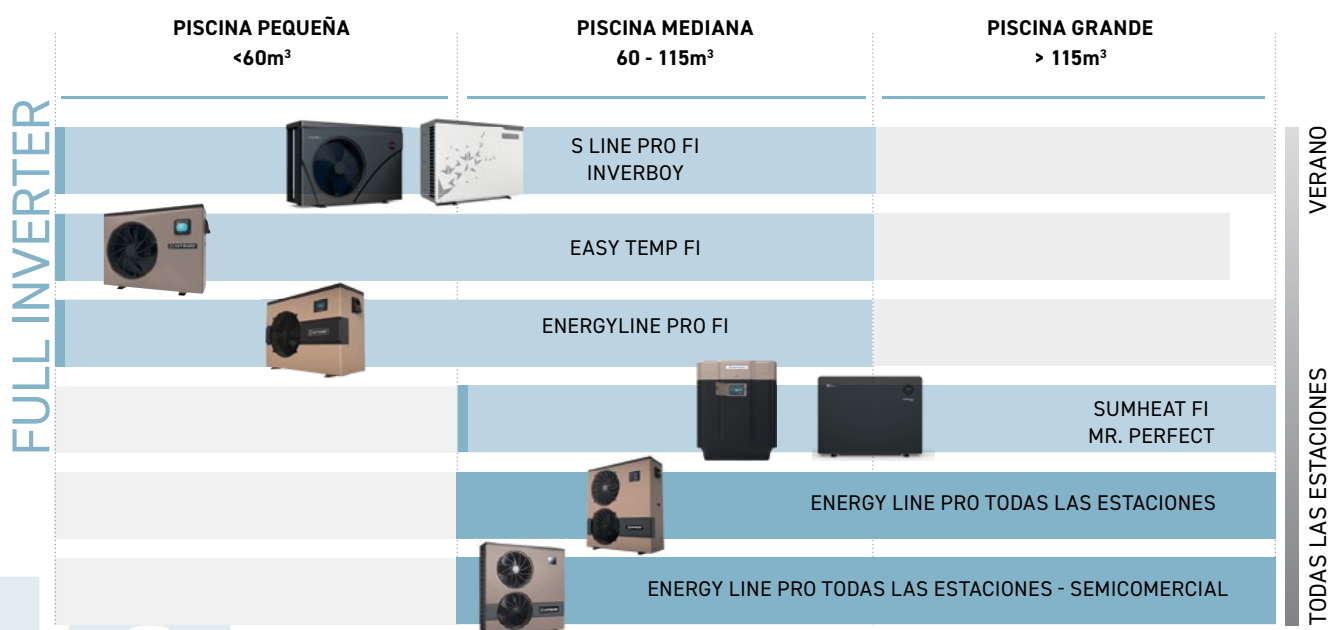 PISCINA PEQUEÑA
<60m³
PISCINA MEDIANA
60 - 115m³
PISCINA GRANDE
> 115m³
FULL INVERTER
S LINE PRO FI
INVERBOY
EASY TEMP FI
ENERGYLINE PRO FI
SUMHEAT FI
MR. PERFECT
ENERGY LINE PRO TODAS LAS ESTACIONES
ENERGY LINE PRO TODAS LAS ESTACIONES - SEMICOMERCIAL
VERANO
TODAS LAS ESTACIONES